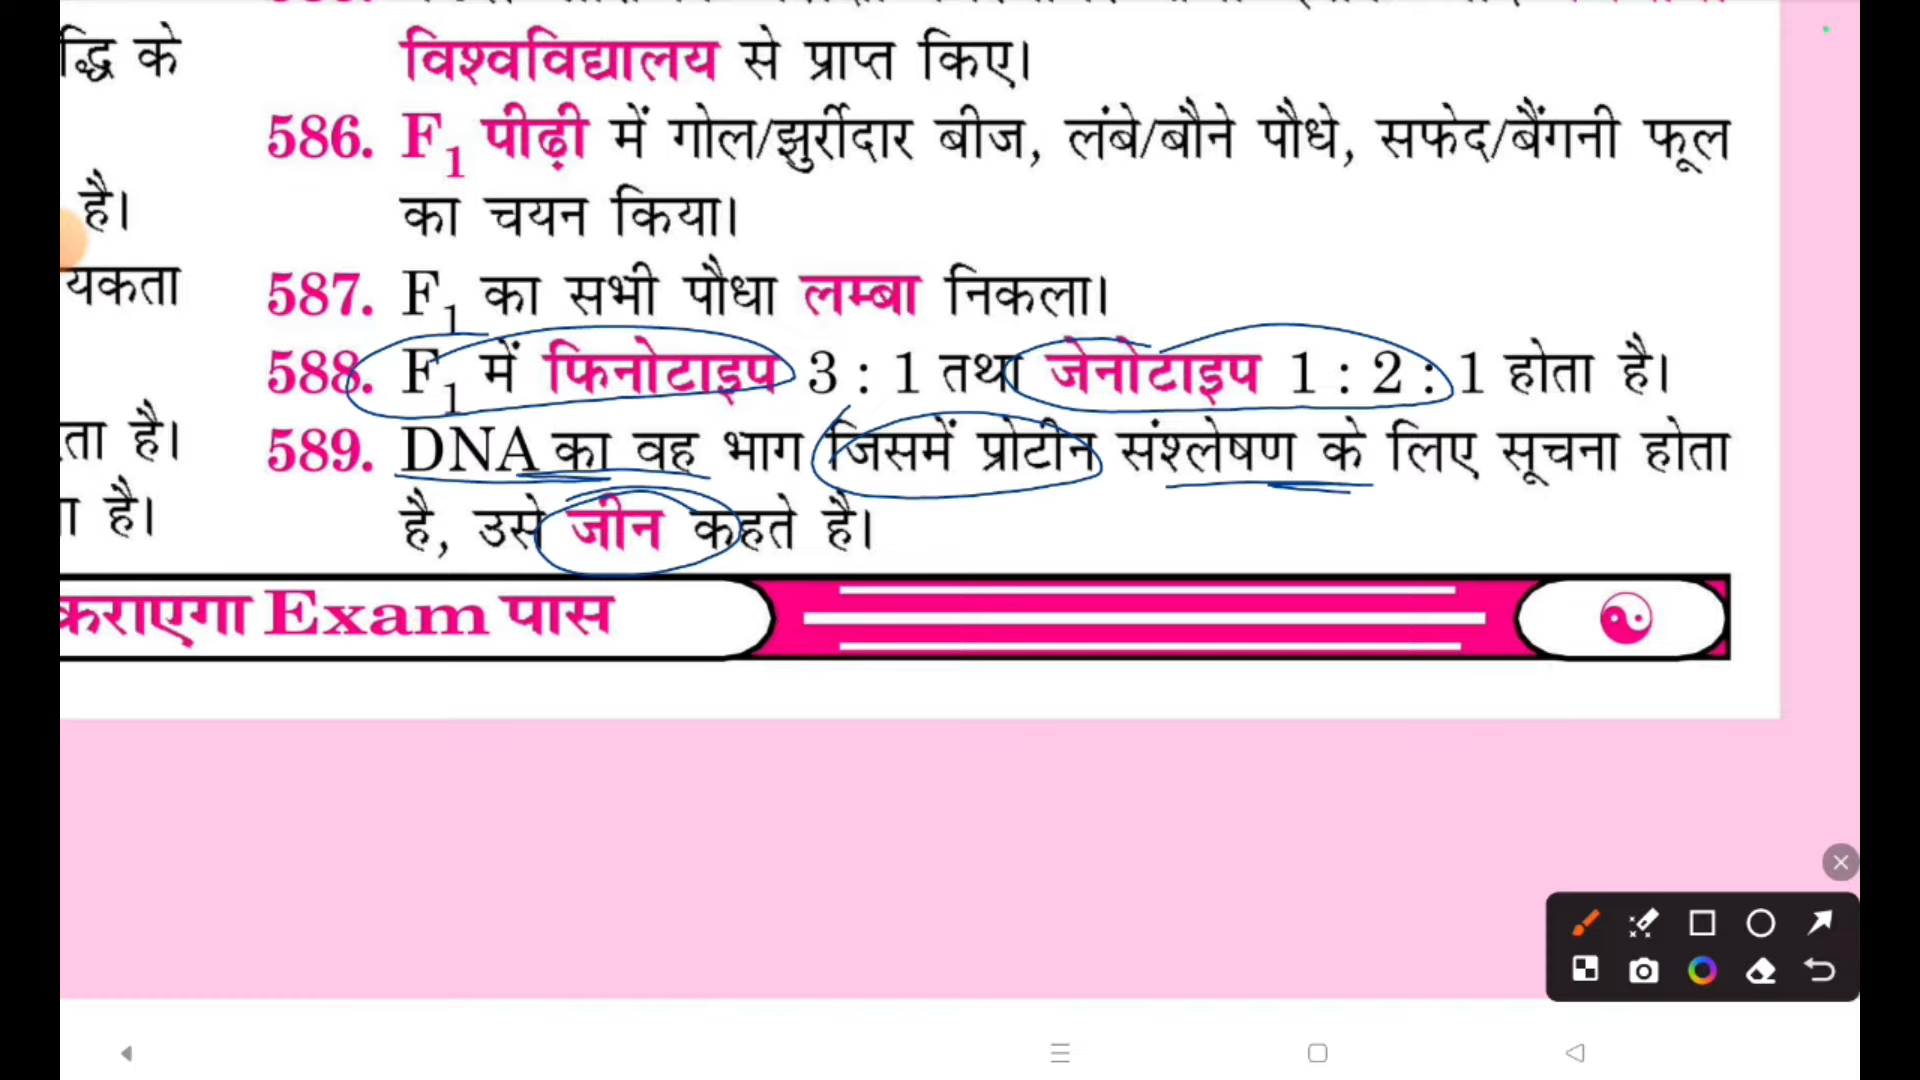 द्धि के
विश्वविद्यालय से प्राप्त किए।
586. F1 पीढ़ी में गोल/झुर्रीदार बीज, लंबे/बौने पौधे, सफेद/बैंगनी फूल
है।
का चयन किया।
यकता
587. F1 का सभी पौधा लम्बा निकला।
588. F1 में फिनोटाइप 3 : 1 तथा जेनोटाइप 1 : 2 : 1 होता है।
ता है।
589. DNA का वह भाग जिसमें प्रोटीन संश्लेषण के लिए सूचना होता
ा है।
है, उसे जीन कहते है।
कराएगा Exam पास